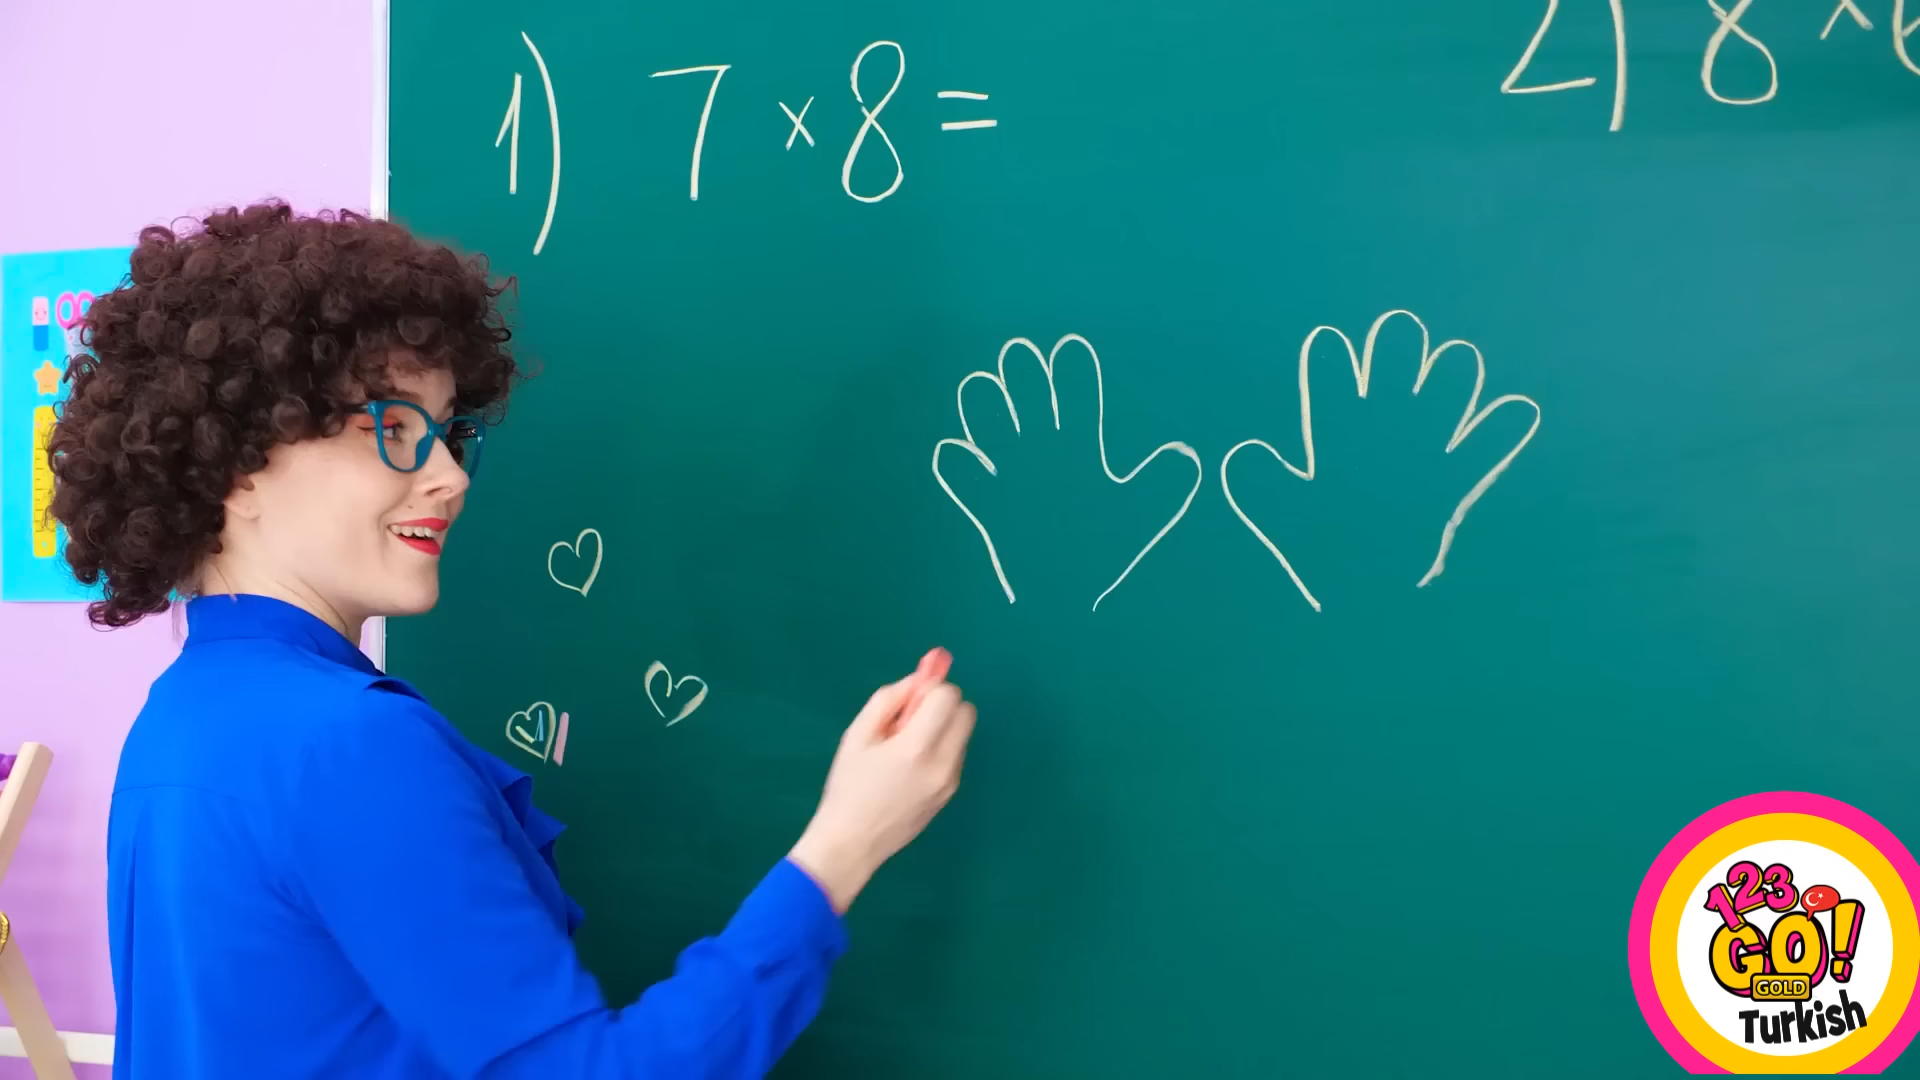 1) 7 x 8 =
2) 8 x
123
GO!
GOLD
Turkish